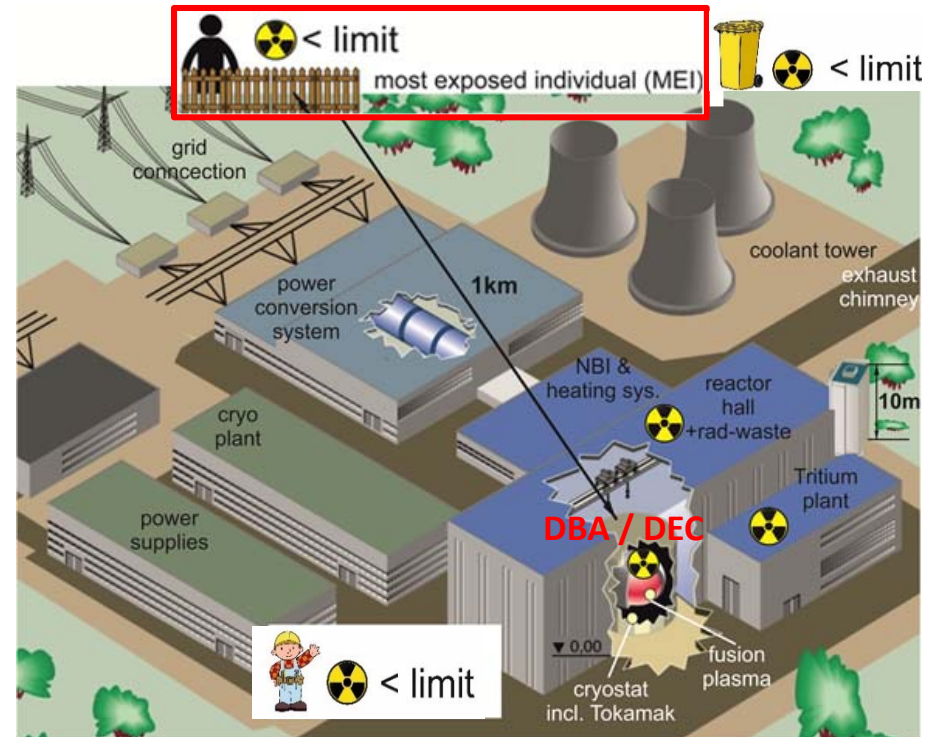 < limit
most exposed individual (MEI)
< limit
grid
conncection
coolant tower
exhaust
chimney
power
conversion
system
1km
NBI &
heating sys.
reactor
hall
+rad-waste
10m
cryo
plant
Tritium
plant
power
supplies
DBA / DEC
▼ 0,00
fusion
plasma
< limit
cryostat
incl. Tokamak